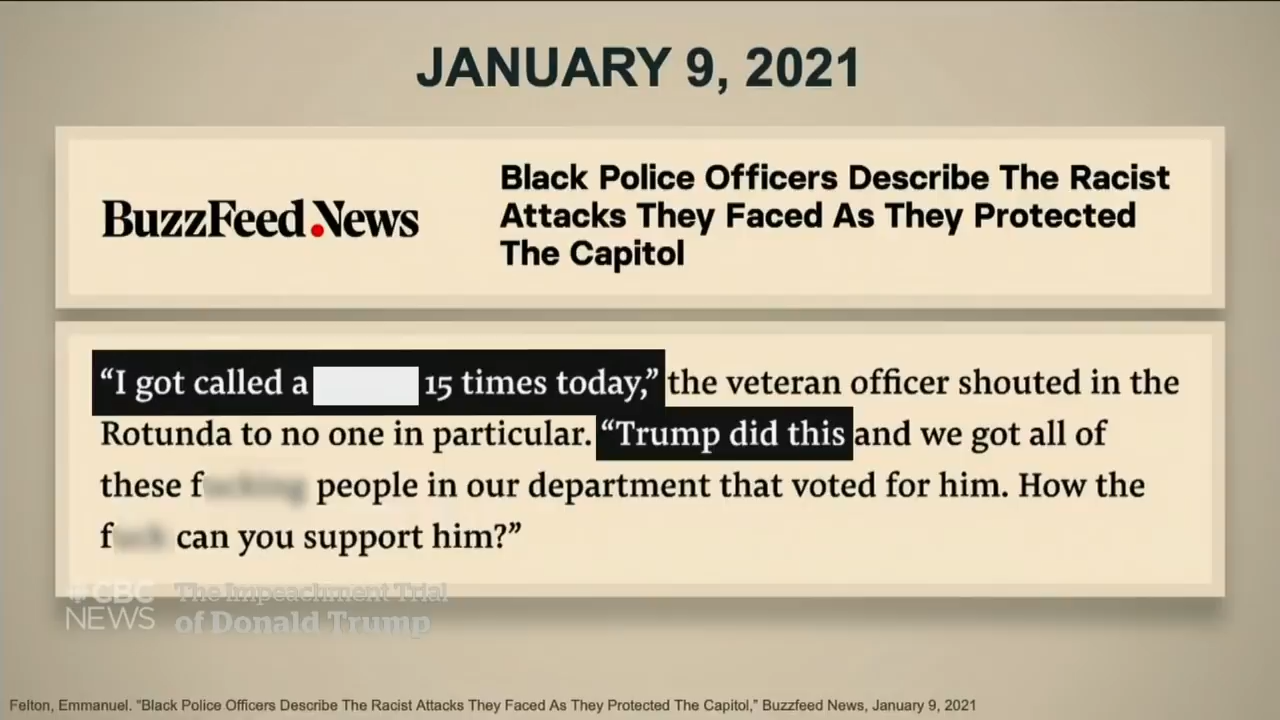 JANUARY 9, 2021
BuzzFeed.News
Black Police Officers Describe The Racist
Attacks They Faced As They Protected
The Capitol
“I got called a 15 times today,” the veteran officer shouted in the
Rotunda to no one in particular. “Trump did this and we got all of
these f people in our department that voted for him. How the
f can you support him?”
CBC
NEWS
The Impeachment Trial
of Donald Trump
Felton, Emmanuel. "Black Police Officers Describe The Racist Attacks They Faced As They Protected The Capitol," Buzzfeed News, January 9, 2021